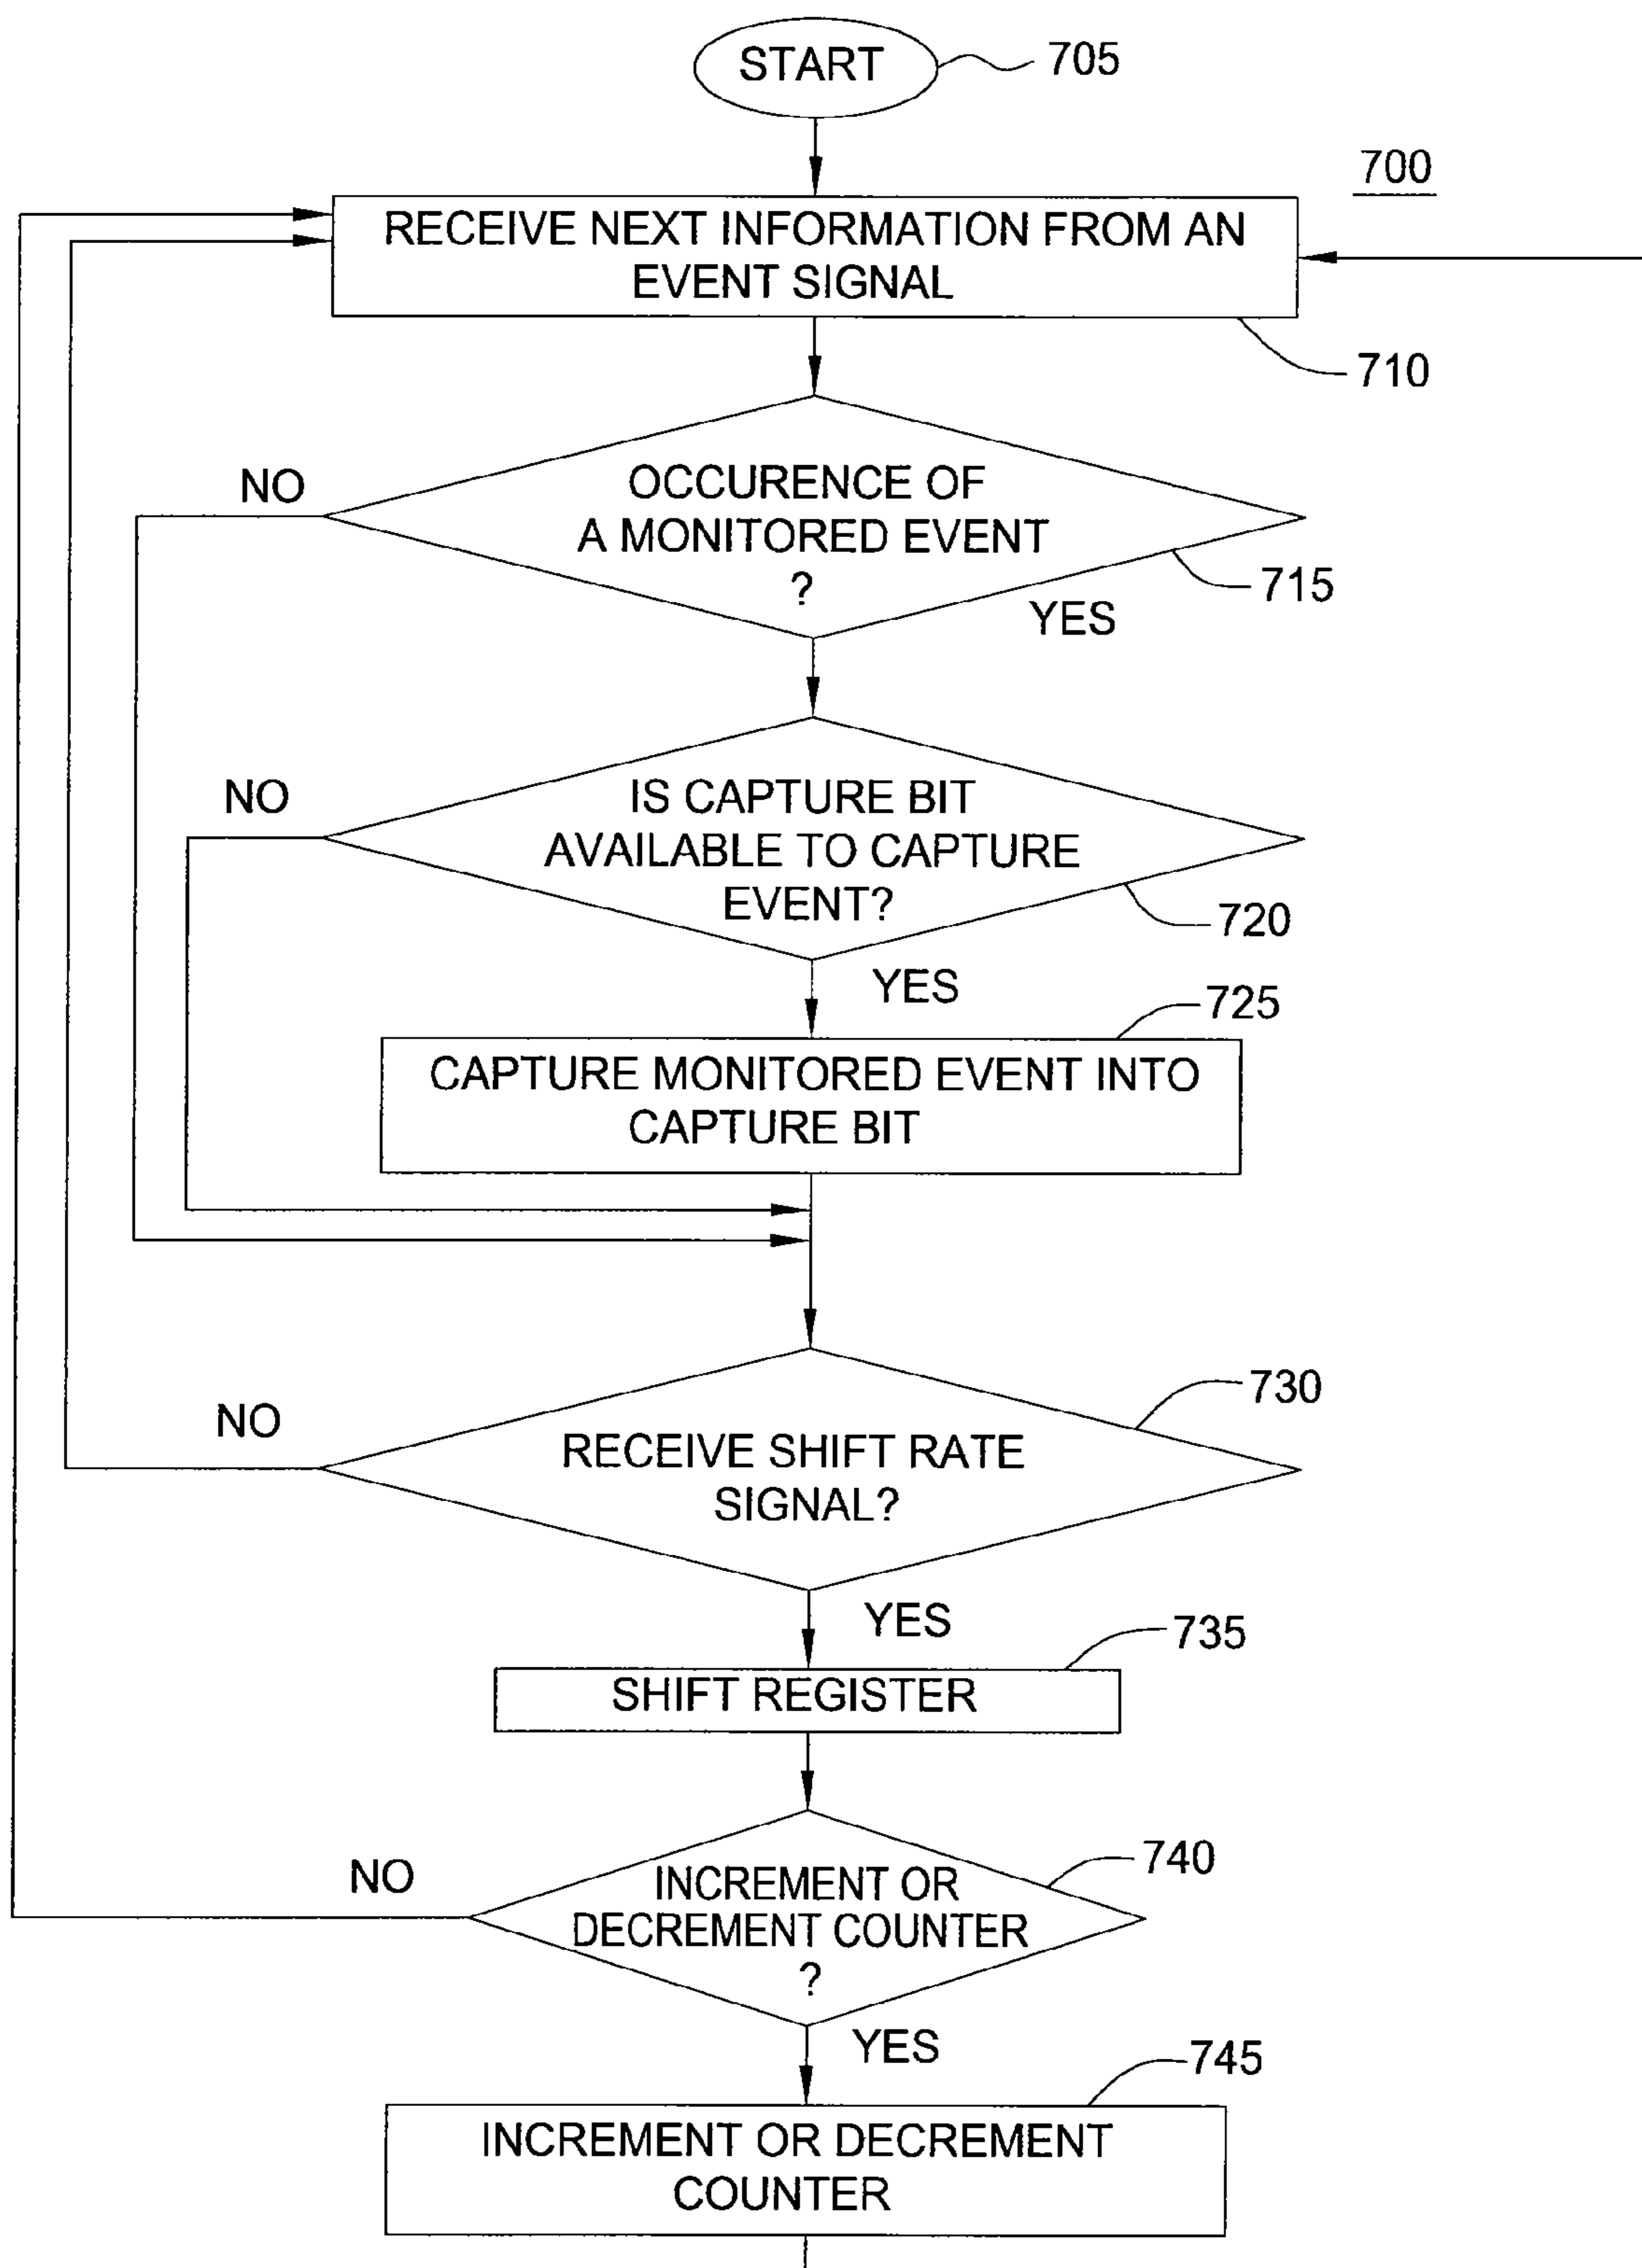 START
705
700
RECEIVE NEXT INFORMATION FROM AN
EVENT SIGNAL
710
NO
OCCURENCE OF
A MONITORED EVENT
?
715
YES
NO
IS CAPTURE BIT
AVAILABLE TO CAPTURE
EVENT?
720
YES
725
CAPTURE MONITORED EVENT INTO
CAPTURE BIT
730
NO
RECEIVE SHIFT RATE
SIGNAL?
YES
735
SHIFT REGISTER
740
NO
INCREMENT OR
DECREMENT COUNTER
?
YES
745
INCREMENT OR DECREMENT
COUNTER